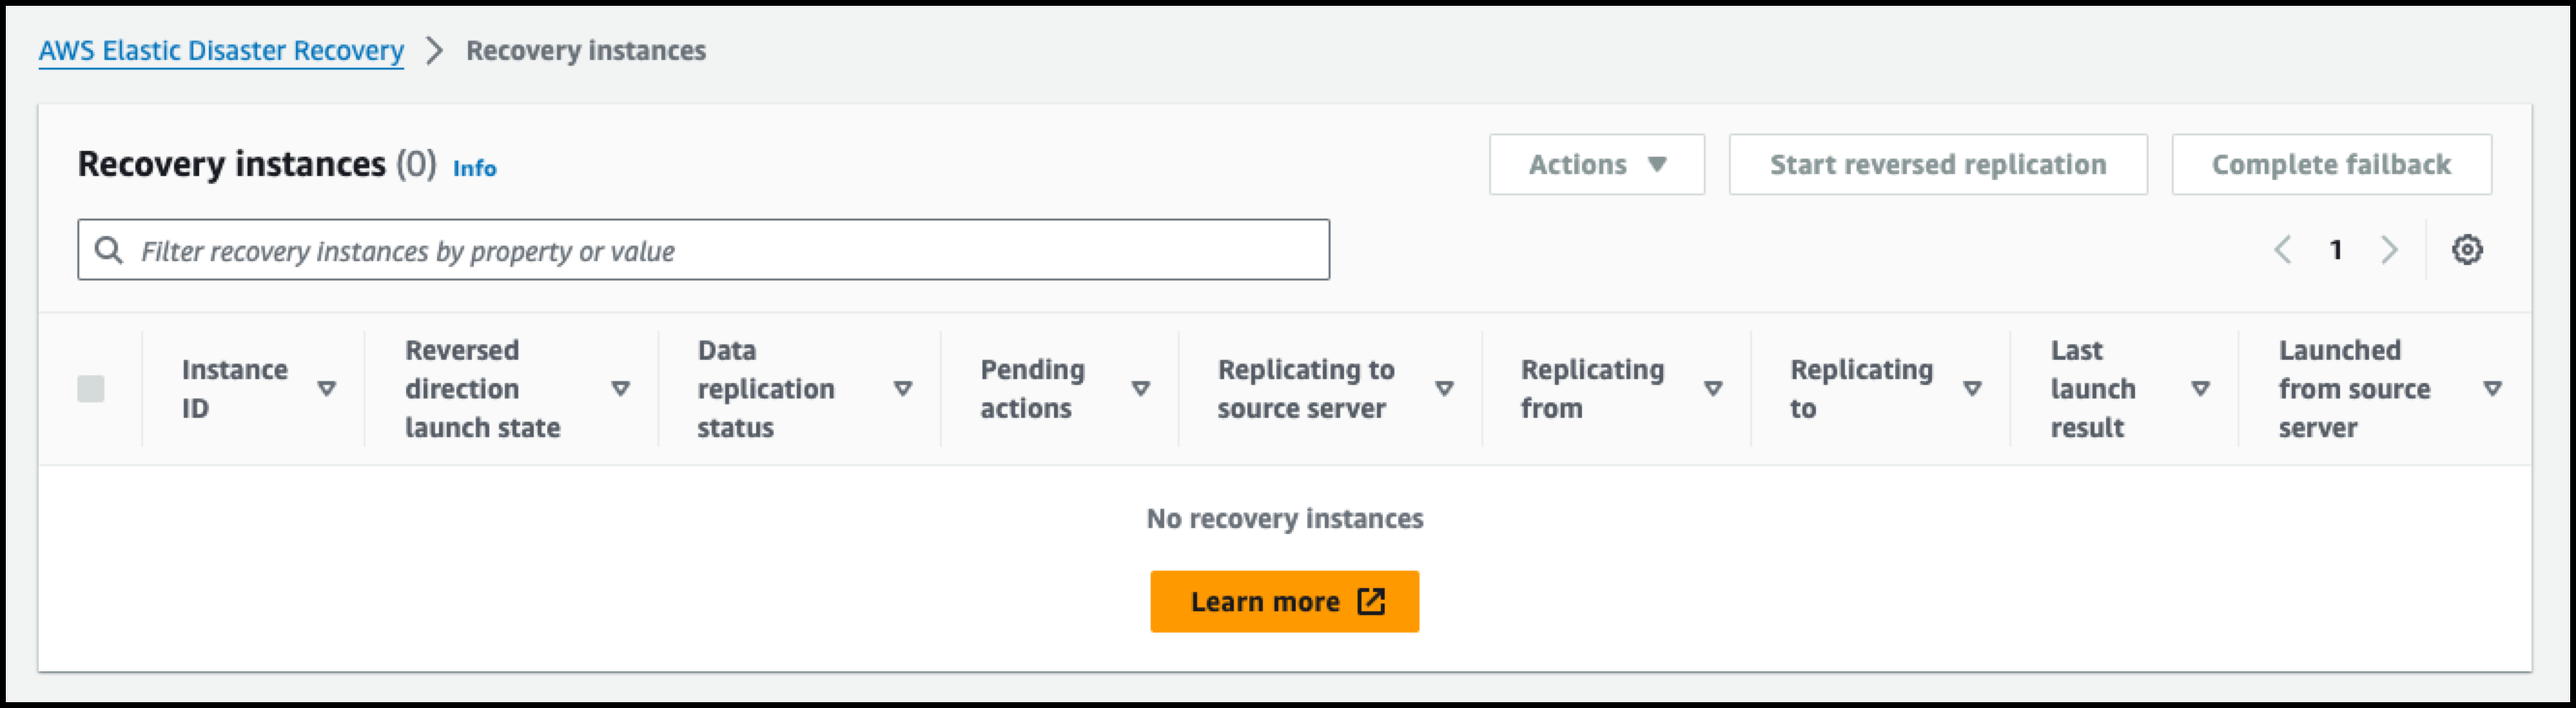 AWS Elastic Disaster Recovery > Recovery instances
Recovery instances (0) Info
Actions ▼ Start reversed replication Complete failback
Filter recovery instances by property or value
1
Instance ID
Reversed direction launch state
Data replication status
Pending actions
Replicating to source server
Replicating from
Replicating to
Last launch result
Launched from source server
No recovery instances
Learn more